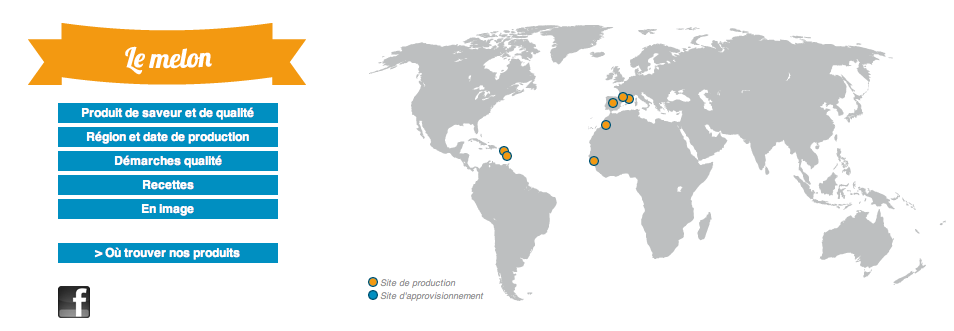 Le melon
Produit de saveur et de qualité
Région et date de production
Démarches qualité
Recettes
En image
> Où trouver nos produits
f
Site de production
Site d'approvisionnement